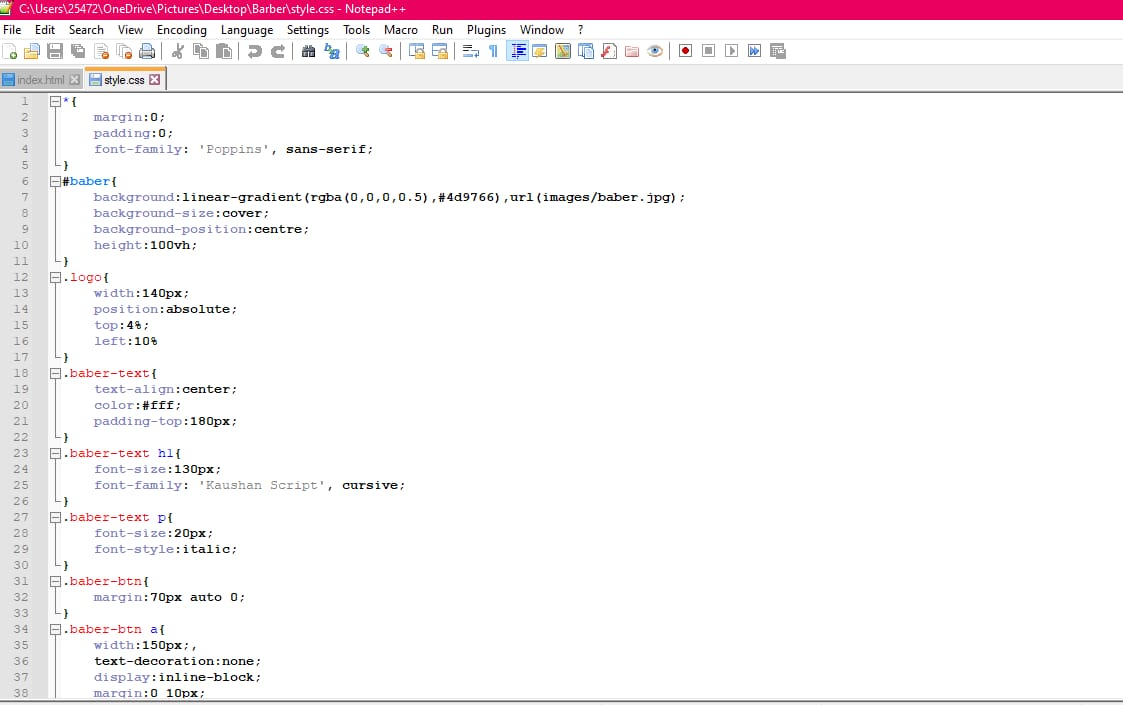 C:\Users\25472\OneDrive\Pictures\Desktop\Barber\style.css - Notepad++
File Edit Search View Encoding Language Settings Tools Macro Run Plugins Window ?
index.html style.css
1 *{
2 margin:0;
3 padding:0;
4 font-family: 'Poppins', sans-serif;
5 }
6 #baber{
7 background:linear-gradient(rgba(0,0,0,0.5),#4d9766),url(images/baber.jpg);
8 background-size:cover;
9 background-position:centre;
10 height:100vh;
11 }
12 .logo{
13 width:140px;
14 position:absolute;
15 top:4%;
16 left:10%
17 }
18 .baber-text{
19 text-align:center;
20 color:#fff;
21 padding-top:180px;
22 }
23 .baber-text h1{
24 font-size:130px;
25 font-family: 'Kaushan Script', cursive;
26 }
27 .baber-text p{
28 font-size:20px;
29 font-style:italic;
30 }
31 .baber-btn{
32 margin:70px auto 0;
33 }
34 .baber-btn a{
35 width:150px;,
36 text-decoration:none;
37 display:inline-block;
38 margin:0 10px;